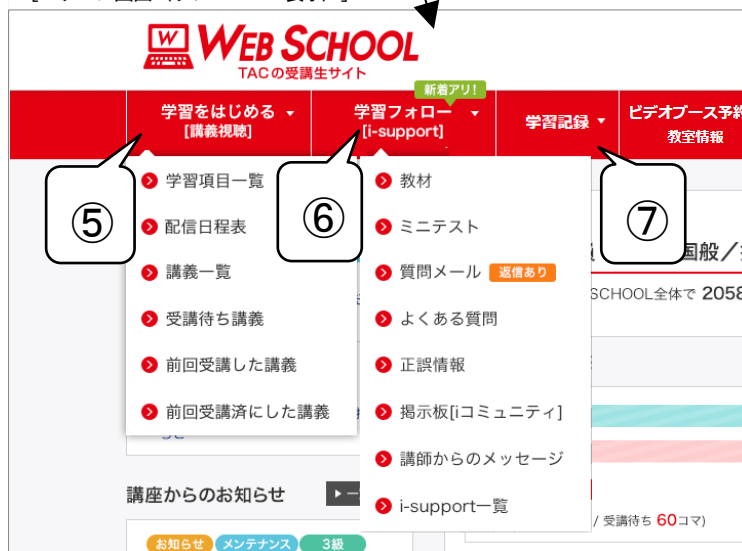 WEB SCHOOL
TACの受講生サイト
新着アリ!
学習をはじめる
[講義視聴]
学習フォロー
[i-support]
学習記録
ビデオブース予約
教室情報
⑤
⑥
⑦
学習項目一覧
配信日程表
講義一覧
受講待ち講義
前回受講した講義
前回受講済にした講義
教材
ミニテスト
質問メール 返信あり
よくある質問
正誤情報
掲示板[iコミュニティ]
講師からのメッセージ
i-support一覧
国般/
SCHOOL全体で 2058
講座からのお知らせ
お知らせ メンテナンス 3級
/ 受講待ち 60コマ)